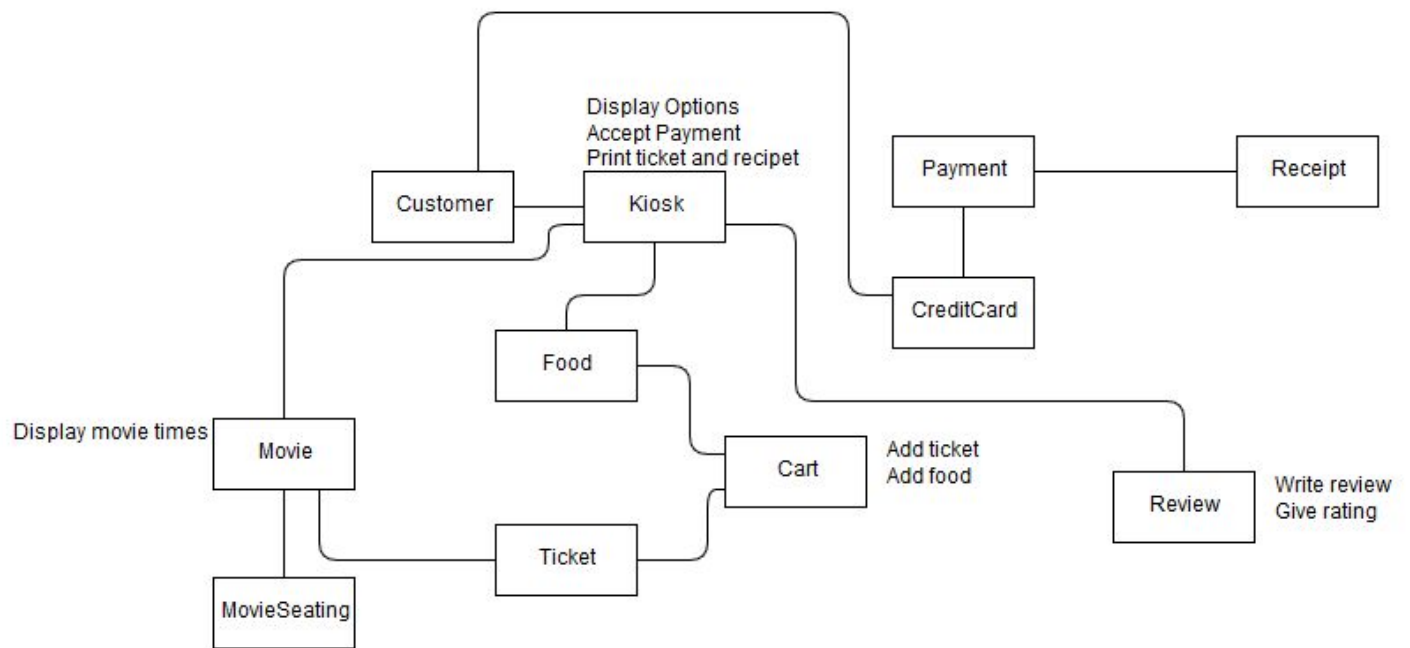 Display Options
Accept Payment
Print ticket and recipet
Customer
Kiosk
Payment
Receipt
CreditCard
Food
Display movie times
Movie
Cart
Add ticket
Add food
Review
Write review
Give rating
Ticket
MovieSeating